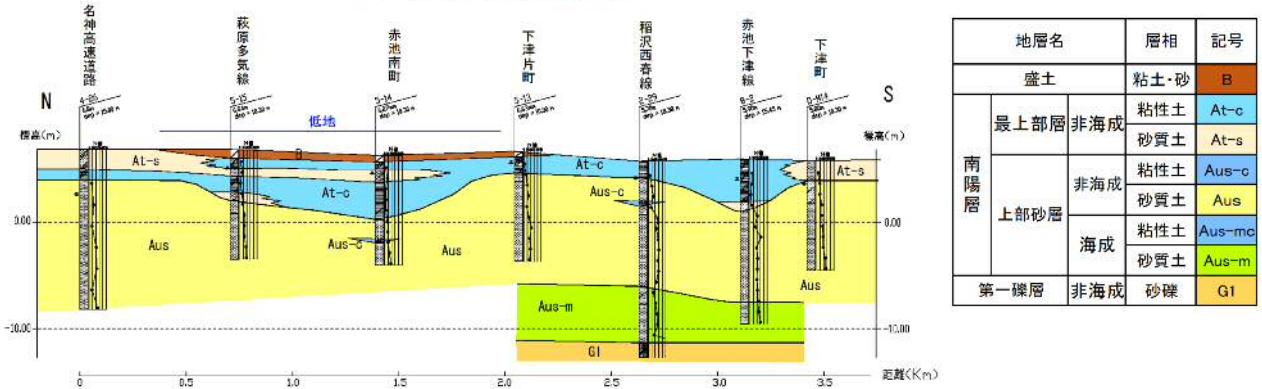 名神高速道路
萩原多気線
赤池南町
下津片町
稲沢西春線
赤池下津線
下津町
N
S
4-26
S-15
S-14
S-13
S-29
B-2
標高(m)
標高(m)
低地
B
At-s
At-c
At-c
At-s
Aus-c
0.00
0.00
Aus
Aus-c
Aus
Aus
Aus-m
-10.00
-10.00
G1
0
0.5
1.0
1.5
2.0
2.5
3.0
3.5
距離(Km)
地層名 層相 記号
盛土 粘土・砂 B
南陽層 最上部層 非海成 粘性土 At-c
砂質土 At-s
上部砂層 非海成 粘性土 Aus-c
砂質土 Aus
海成 粘性土 Aus-mc
砂質土 Aus-m
第一礫層 非海成 砂礫 G1